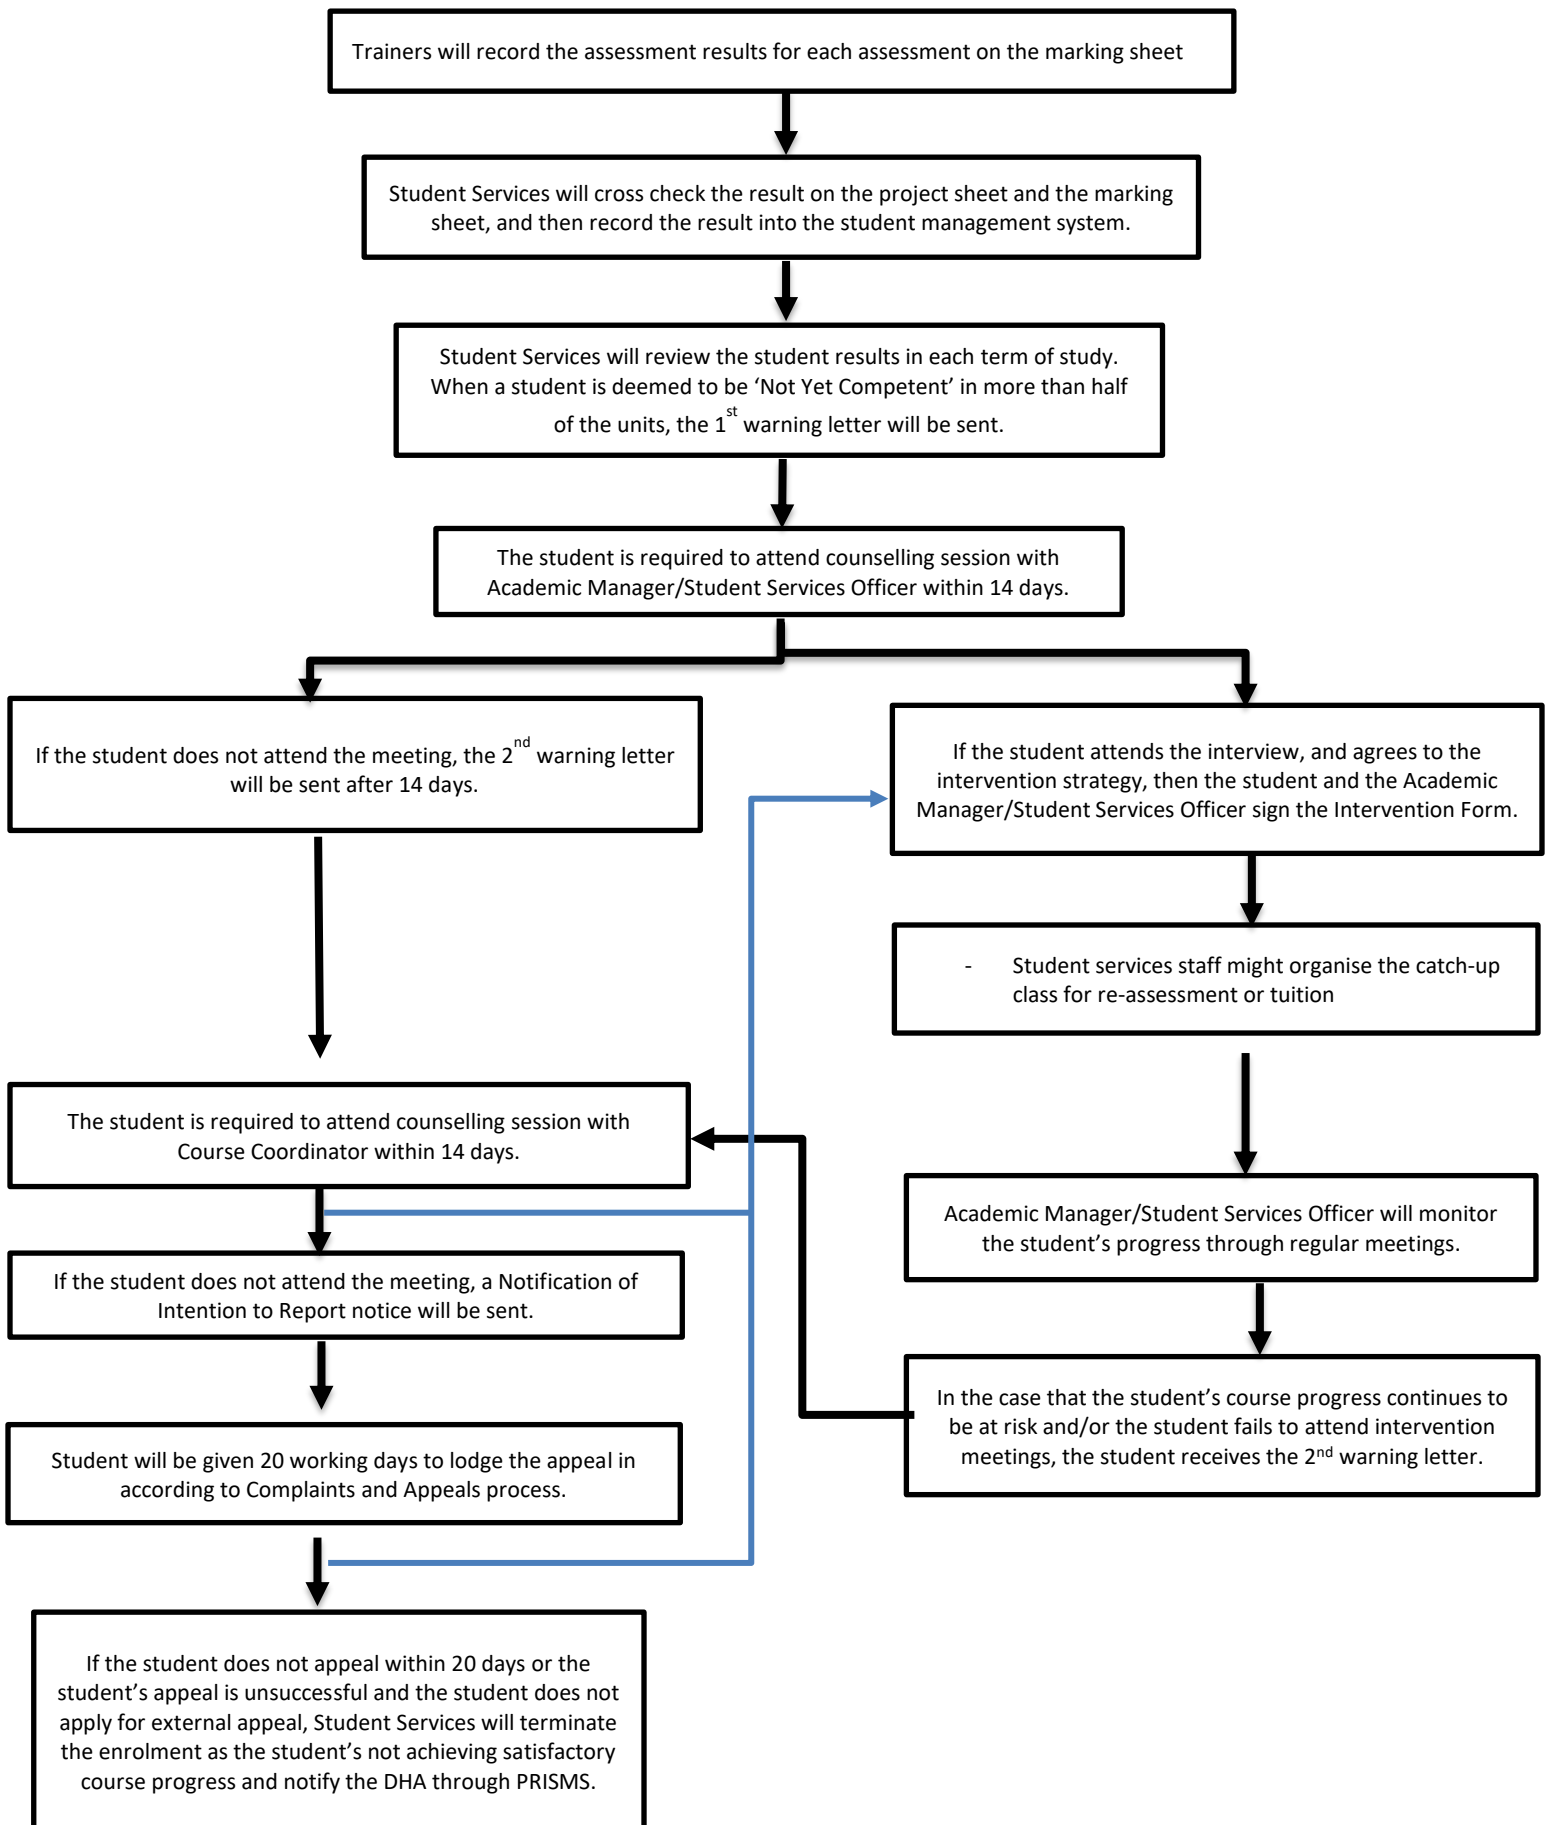 Trainers will record the assessment results for each assessment on the marking sheet
Student Services will cross check the result on the project sheet and the marking
sheet, and then record the result into the student management system.
Student Services will review the student results in each term of study.
When a student is deemed to be ‘Not Yet Competent’ in more than half
of the units, the 1st warning letter will be sent.
The student is required to attend counselling session with
Academic Manager/Student Services Officer within 14 days.
If the student does not attend the meeting, the 2nd warning letter
will be sent after 14 days.
If the student attends the interview, and agrees to the
intervention strategy, then the student and the Academic
Manager/Student Services Officer sign the Intervention Form.
- Student services staff might organise the catch-up
class for re-assessment or tuition
The student is required to attend counselling session with
Course Coordinator within 14 days.
Academic Manager/Student Services Officer will monitor
the student’s progress through regular meetings.
If the student does not attend the meeting, a Notification of
Intention to Report notice will be sent.
In the case that the student’s course progress continues to
be at risk and/or the student fails to attend intervention
meetings, the student receives the 2nd warning letter.
Student will be given 20 working days to lodge the appeal in
according to Complaints and Appeals process.
If the student does not appeal within 20 days or the
student’s appeal is unsuccessful and the student does not
apply for external appeal, Student Services will terminate
the enrolment as the student’s not achieving satisfactory
course progress and notify the DHA through PRISMS.